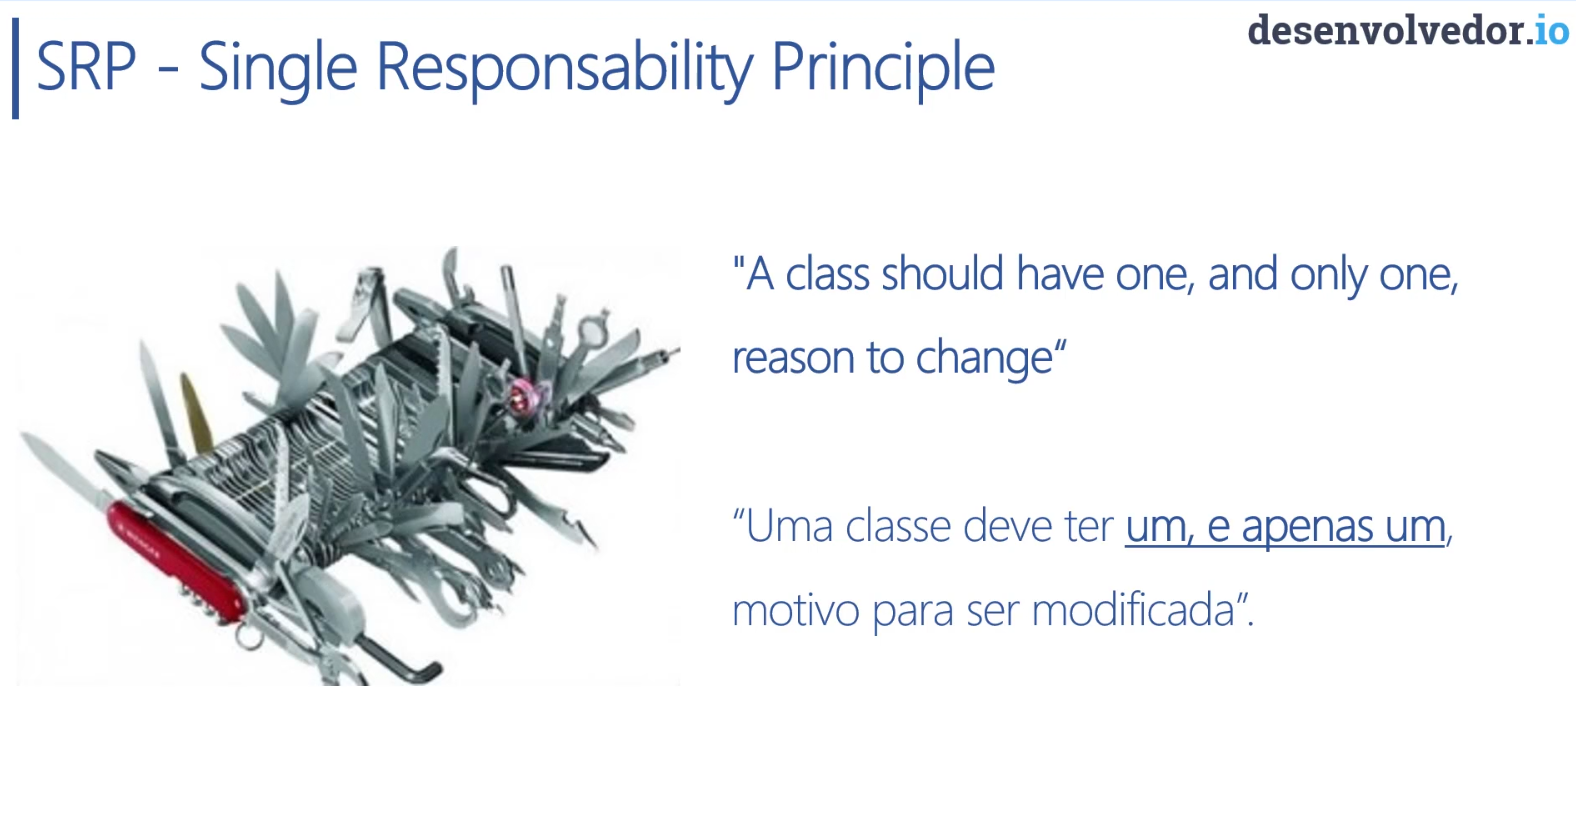 desenvolvedor.io
SRP - Single Responsability Principle
"A class should have one, and only one,
reason to change“
“Uma classe deve ter um, e apenas um,
motivo para ser modificada”.